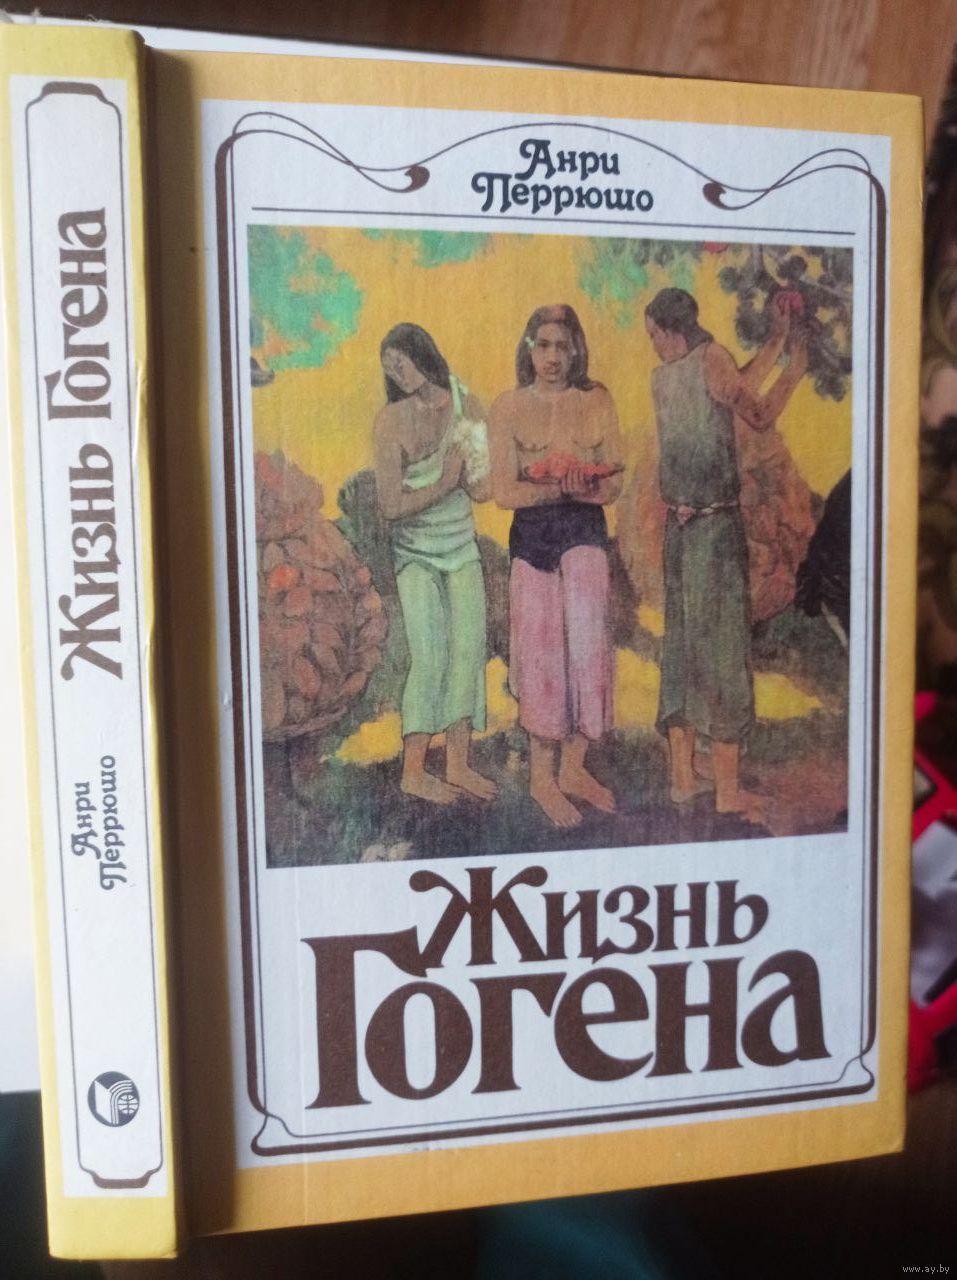 Анри
Перрюшо
Жизнь
Гогена
Анри
Перрюшо
Жизнь Гогена
www.ay.by